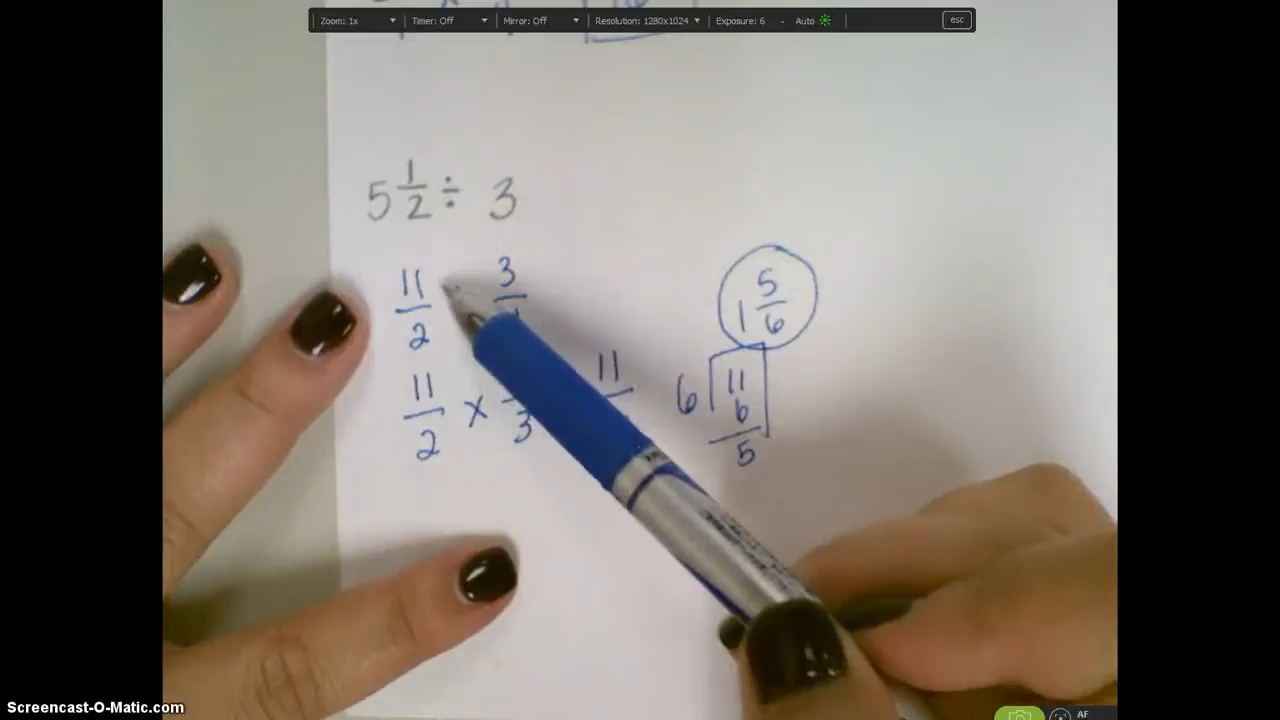 Zoom: 1x Timer: Off Mirror: Off Resolution: 1280x1024 Exposure: 6 - Auto esc
5 1/2 ÷ 3
11/2 3
1 5/6
11/2 x 3 11
6 11
6
5
Screencast-O-Matic.com
AF